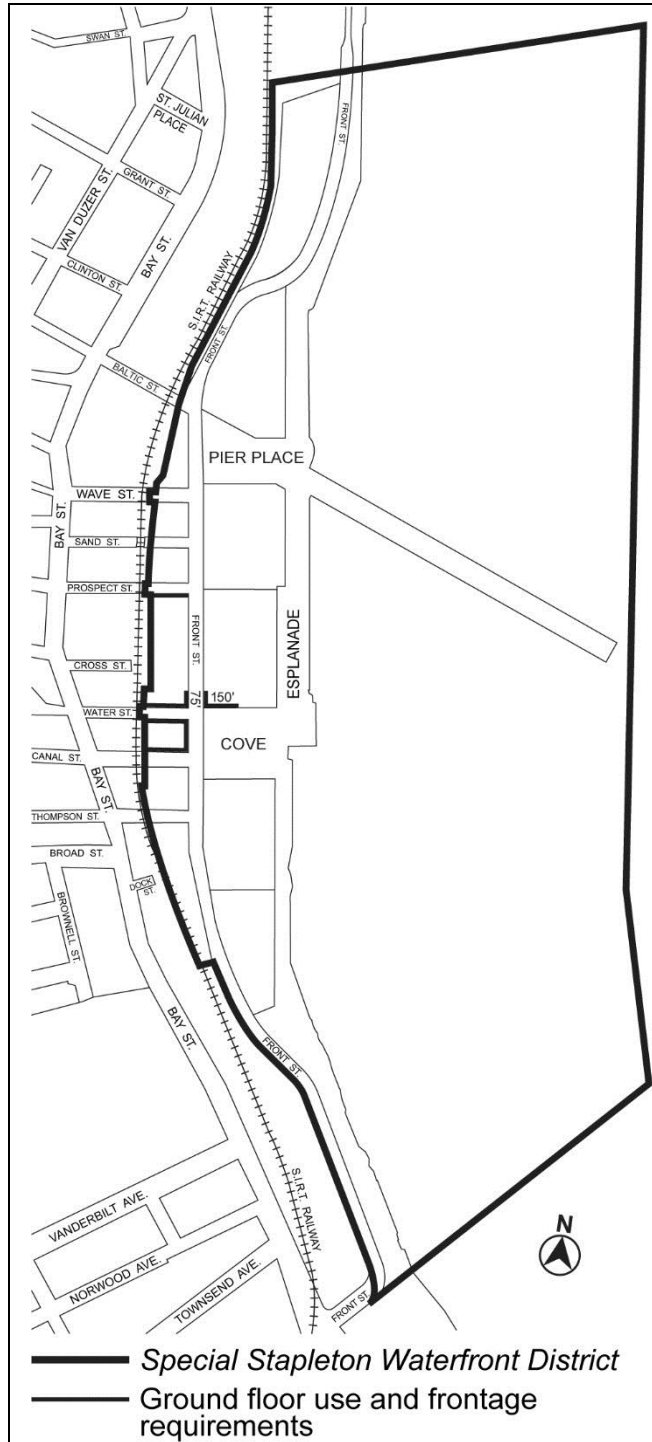 SWAN ST.
ST. JULIAN
PLACE
FRONT ST.
GRANT ST.
VAN DUZER ST.
BAY ST.
CLINTON ST.
S.I.R.T. RAILWAY
FRONT ST.
BALTIC ST.
PIER PLACE
WAVE ST.
BAY ST.
SAND ST.
PROSPECT ST.
FRONT ST.
ESPLANADE
CROSS ST.
75'
150'
WATER ST.
COVE
CANAL ST.
BAY ST.
THOMPSON ST.
BROAD ST.
DOCK
ST.
BROWNELL ST.
BAY ST.
FRONT ST.
S.I.R.T. RAILWAY
VANDERBILT AVE.
NORWOOD AVE.
TOWNSEND AVE.
FRONT ST.
N
Special Stapleton Waterfront District
Ground floor use and frontage
requirements